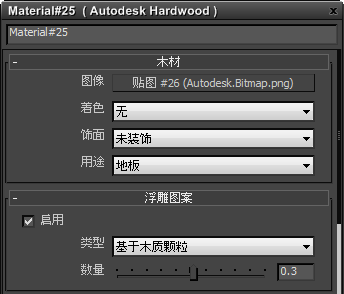 Material#25 ( Autodesk Hardwood )
Material#25
木材
图像 贴图 #26 (Autodesk.Bitmap.png)
着色 无
饰面 未装饰
用途 地板
浮雕图案
启用
类型 基于木质颗粒
数量 0.3